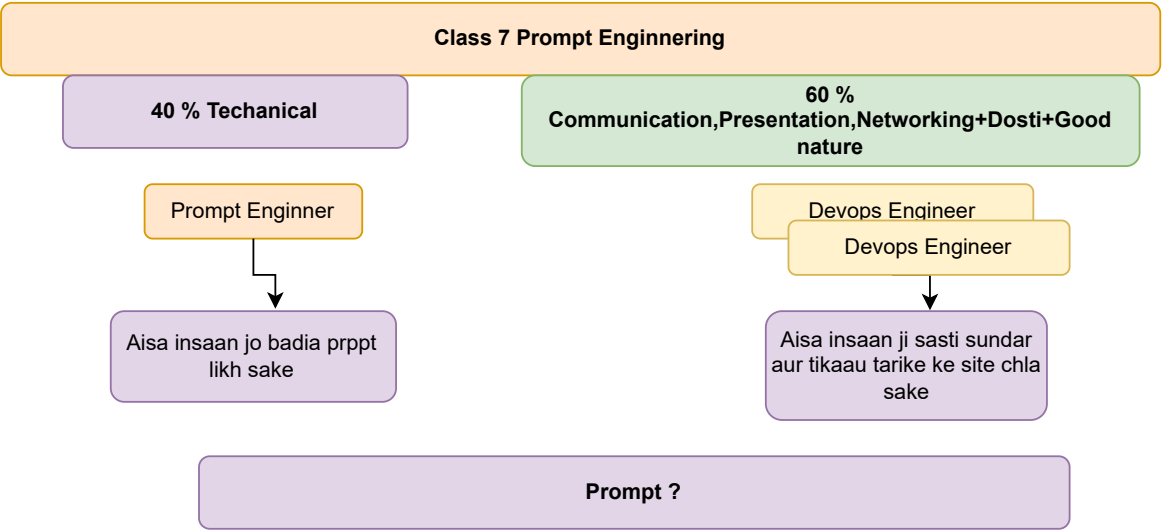 Class 7 Prompt Enginnering
40 % Techanical
60 %
Communication,Presentation,Networking+Dosti+Good
nature
Prompt Enginner
Devops Engineer
Devops Engineer
Aisa insaan jo badia prppt
likh sake
Aisa insaan ji sasti sundar
aur tikaau tarike ke site chla
sake
Prompt ?